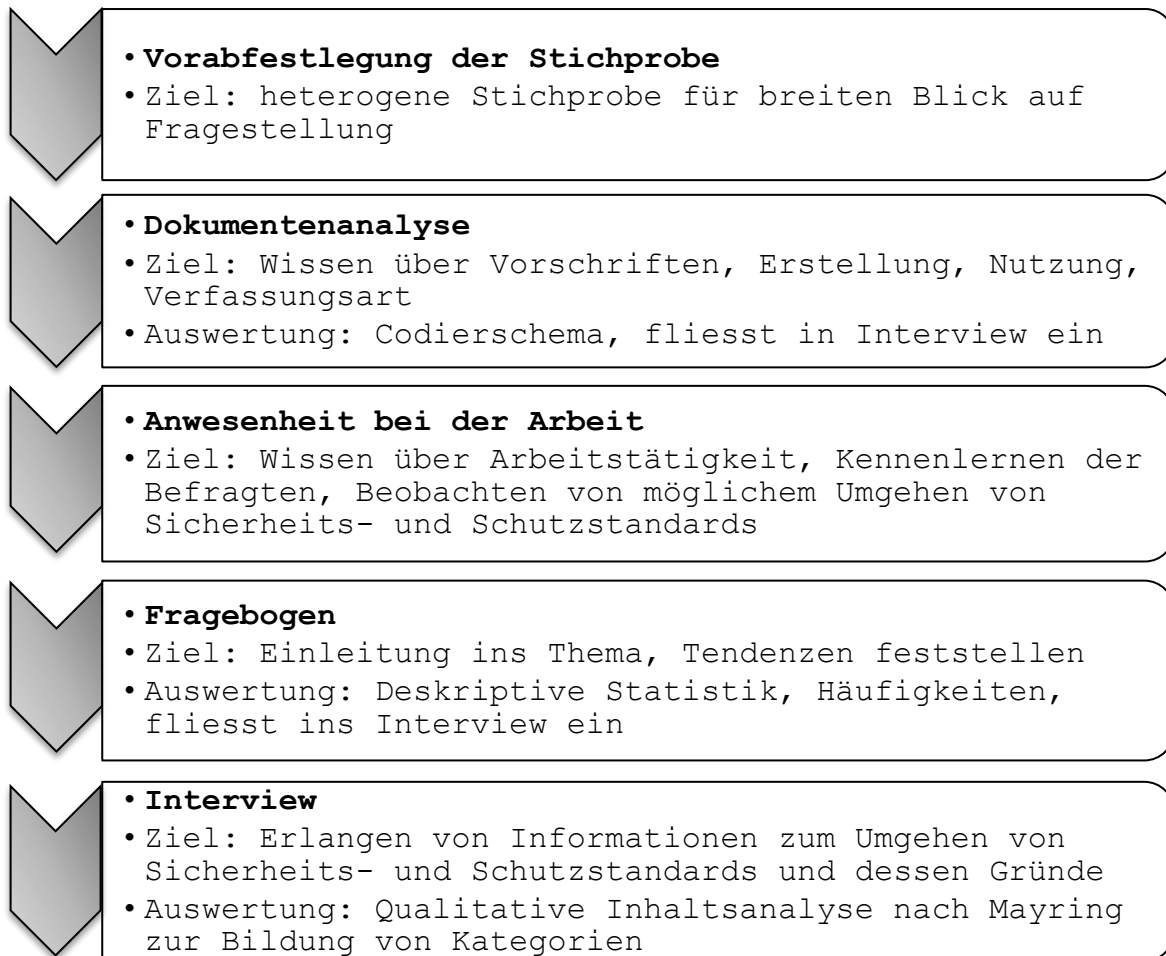 • Vorabfestlegung der Stichprobe
• Ziel: heterogene Stichprobe für breiten Blick auf
Fragestellung
• Dokumentenanalyse
• Ziel: Wissen über Vorschriften, Erstellung, Nutzung,
Verfassungsart
• Auswertung: Codierschema, fliesst in Interview ein
• Anwesenheit bei der Arbeit
• Ziel: Wissen über Arbeitstätigkeit, Kennenlernen der
Befragten, Beobachten von möglichem Umgehen von
Sicherheits- und Schutzstandards
• Fragebogen
• Ziel: Einleitung ins Thema, Tendenzen feststellen
• Auswertung: Deskriptive Statistik, Häufigkeiten,
fliesst ins Interview ein
• Interview
• Ziel: Erlangen von Informationen zum Umgehen von
Sicherheits- und Schutzstandards und dessen Gründe
• Auswertung: Qualitative Inhaltsanalyse nach Mayring
zur Bildung von Kategorien